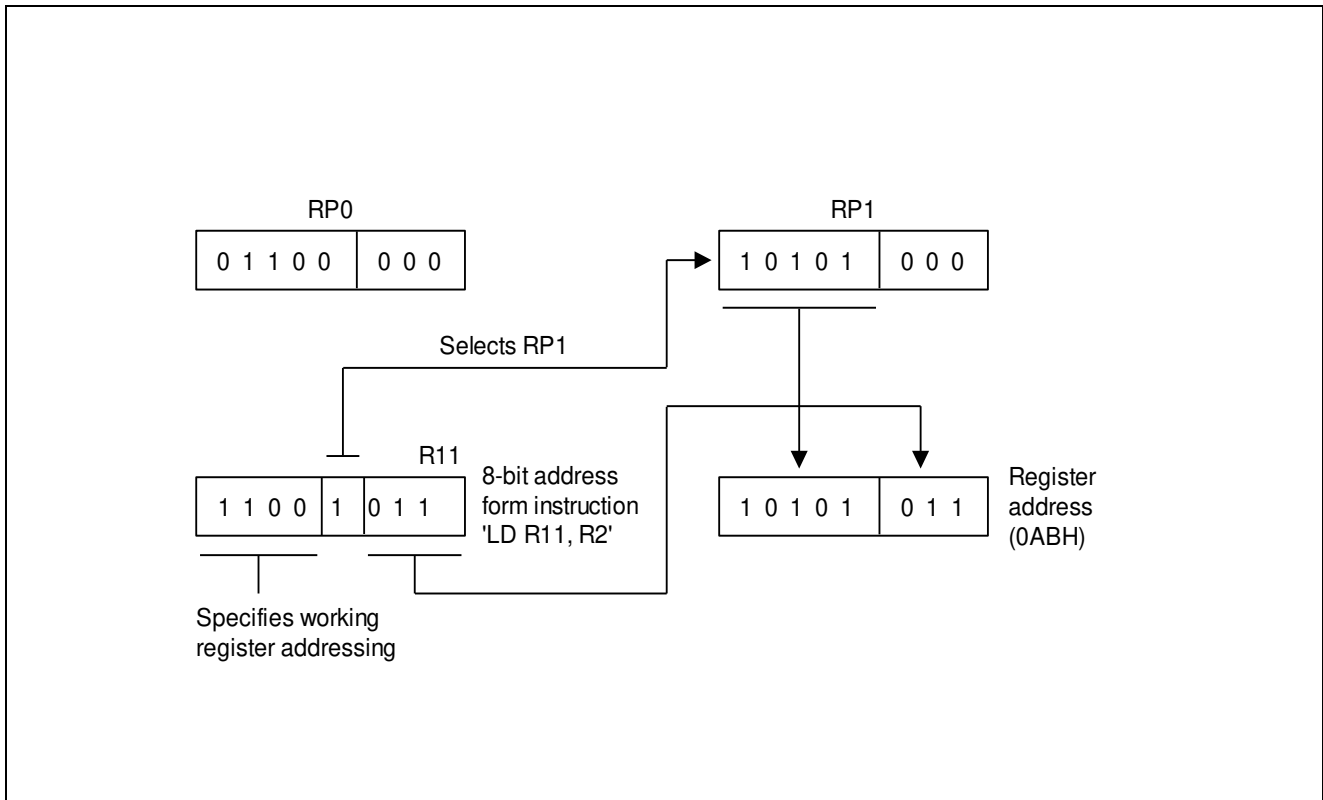 RP0
0 1 1 0 0 0 0 0
RP1
1 0 1 0 1 0 0 0
Selects RP1
R11
1 1 0 0 1 0 1 1
8-bit address
form instruction
'LD R11, R2'
1 0 1 0 1 0 1 1
Register
address
(0ABH)
Specifies working
register addressing